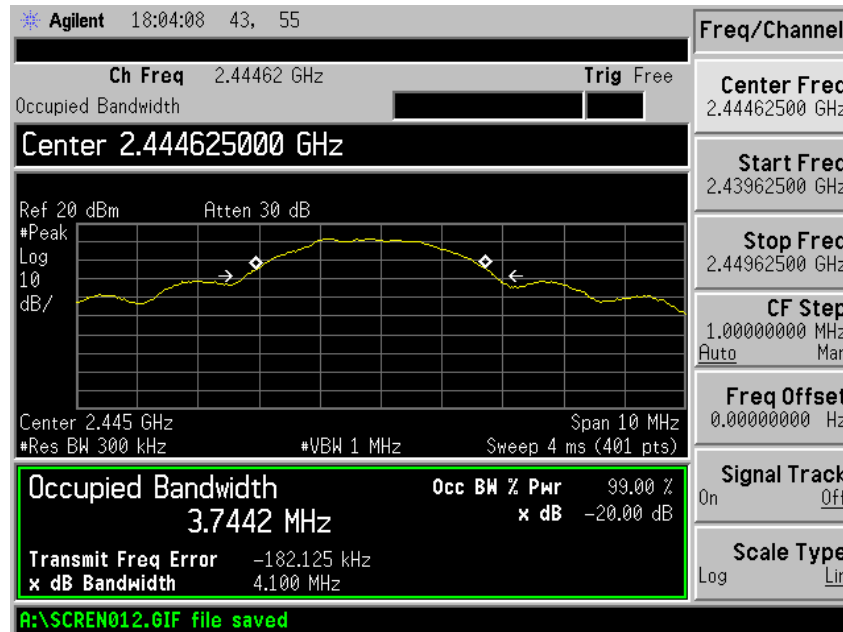 Agilent 18:04:08 43, 55
Ch Freq 2.44462 GHz Trig Free
Occupied Bandwidth
Center 2.444625000 GHz
Ref 20 dBm Atten 30 dB
#Peak
Log
10
dB/
Center 2.445 GHz Span 10 MHz
#Res BW 300 kHz #VBW 1 MHz Sweep 4 ms (401 pts)
Occupied Bandwidth Occ BW % Pwr 99.00 %
3.7442 MHz x dB -20.00 dB
Transmit Freq Error -182.125 kHz
x dB Bandwidth 4.100 MHz
A:\SCREN012.GIF file saved
Freq/Channel
Center Freq
2.44462500 GHz
Start Freq
2.43962500 GHz
Stop Freq
2.44962500 GHz
CF Step
1.00000000 MHz
Auto Man
Freq Offset
0.00000000 Hz
Signal Track
On Off
Scale Type
Log Lin